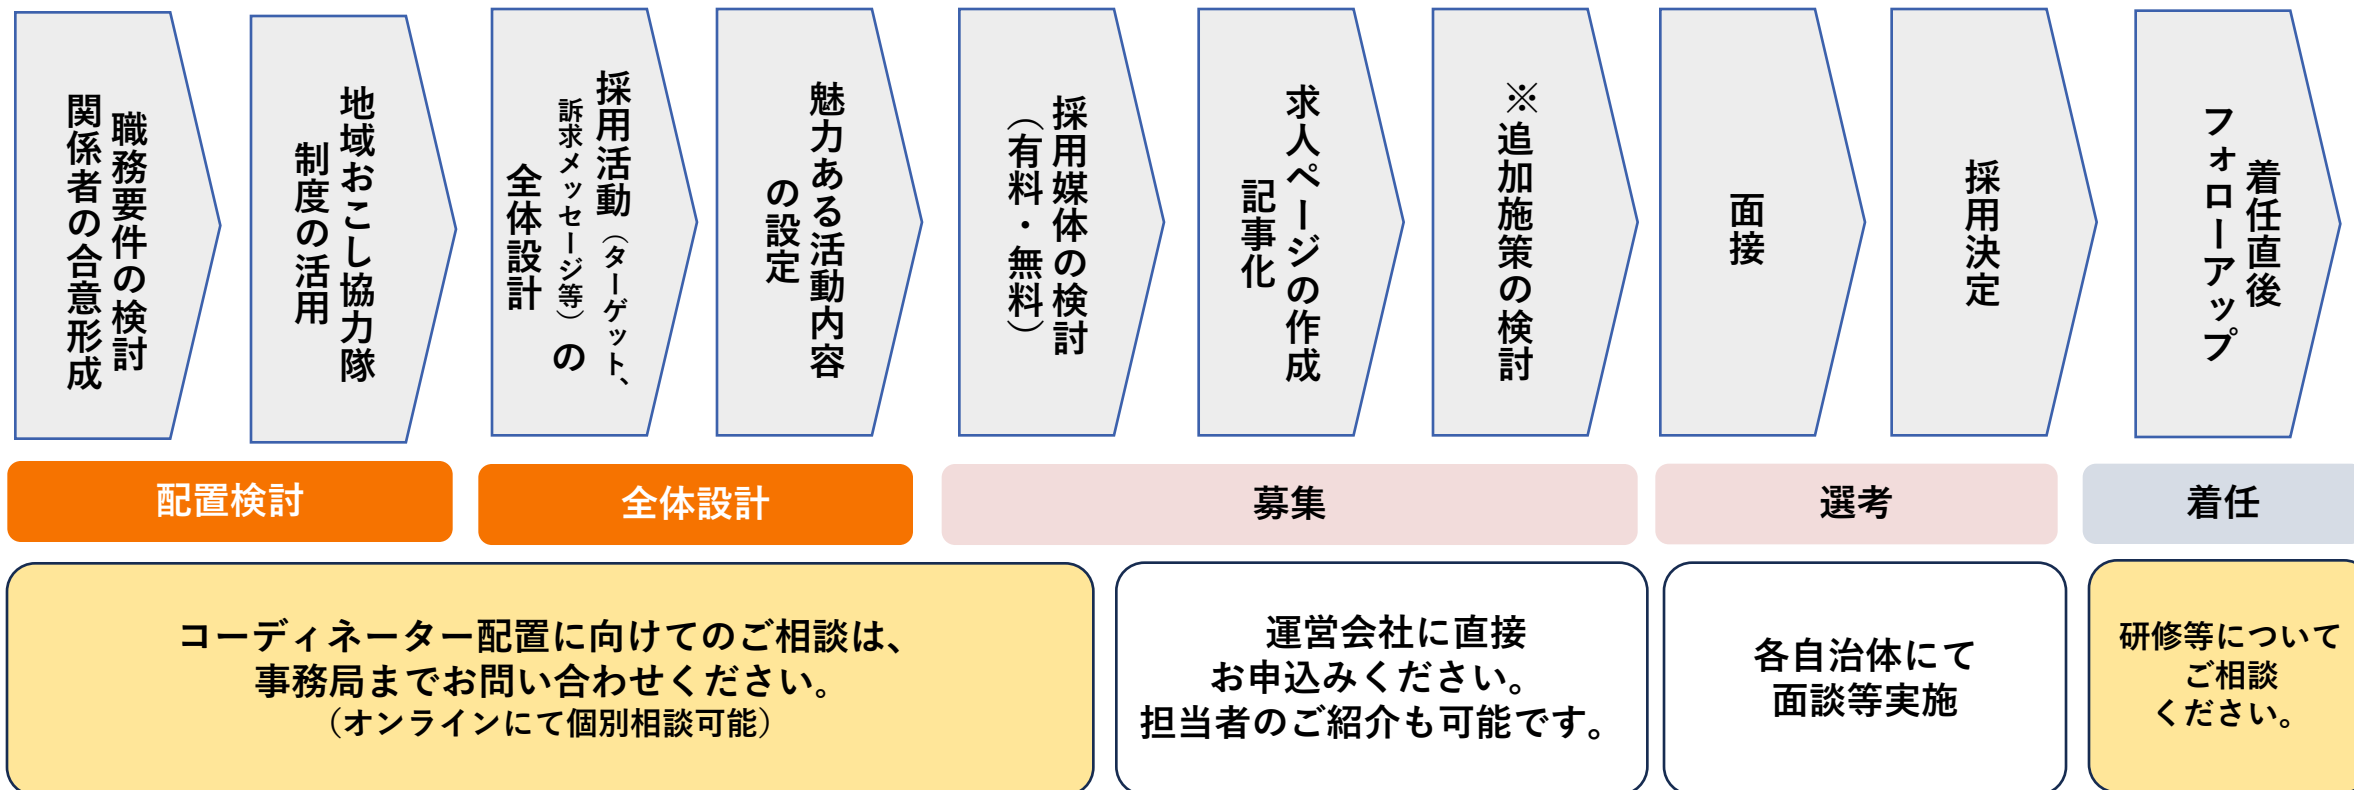 職務要件の検討
関係者の合意形成
地域おこし協力隊
制度の活用
採用活動（ターゲット、
訴求メッセージ等）の
全体設計
魅力ある活動内容
の設定
採用媒体の検討
（有料・無料）
求人ページの作成
記事化
※追加施策の検討
面接
採用決定
着任直後
フォローアップ
配置検討
全体設計
募集
選考
着任
コーディネーター配置に向けてのご相談は、
事務局までお問い合わせください。
（オンラインにて個別相談可能）
運営会社に直接
お申込みください。
担当者のご紹介も可能です。
各自治体にて
面談等実施
研修等について
ご相談
ください。